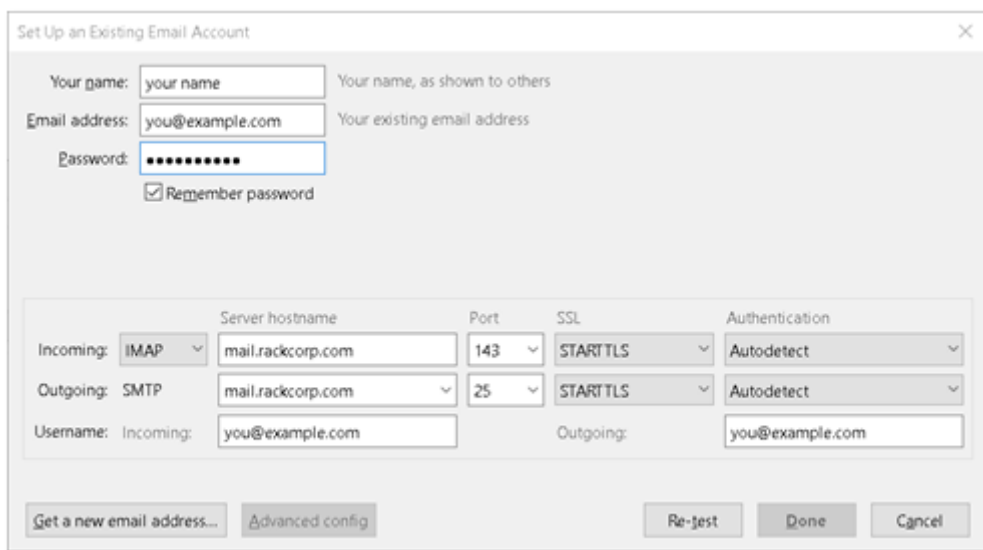 Set Up an Existing Email Account
Your name: your name Your name, as shown to others
Email address: you@example.com Your existing email address
Password: ••••••••••
Remember password
Server hostname Port SSL Authentication
Incoming: IMAP mail.rackcorp.com 143 STARTTLS Autodetect
Outgoing: SMTP mail.rackcorp.com 25 STARTTLS Autodetect
Username: Incoming: you@example.com Outgoing: you@example.com
Get a new email address... Advanced config Re-test Done Cancel